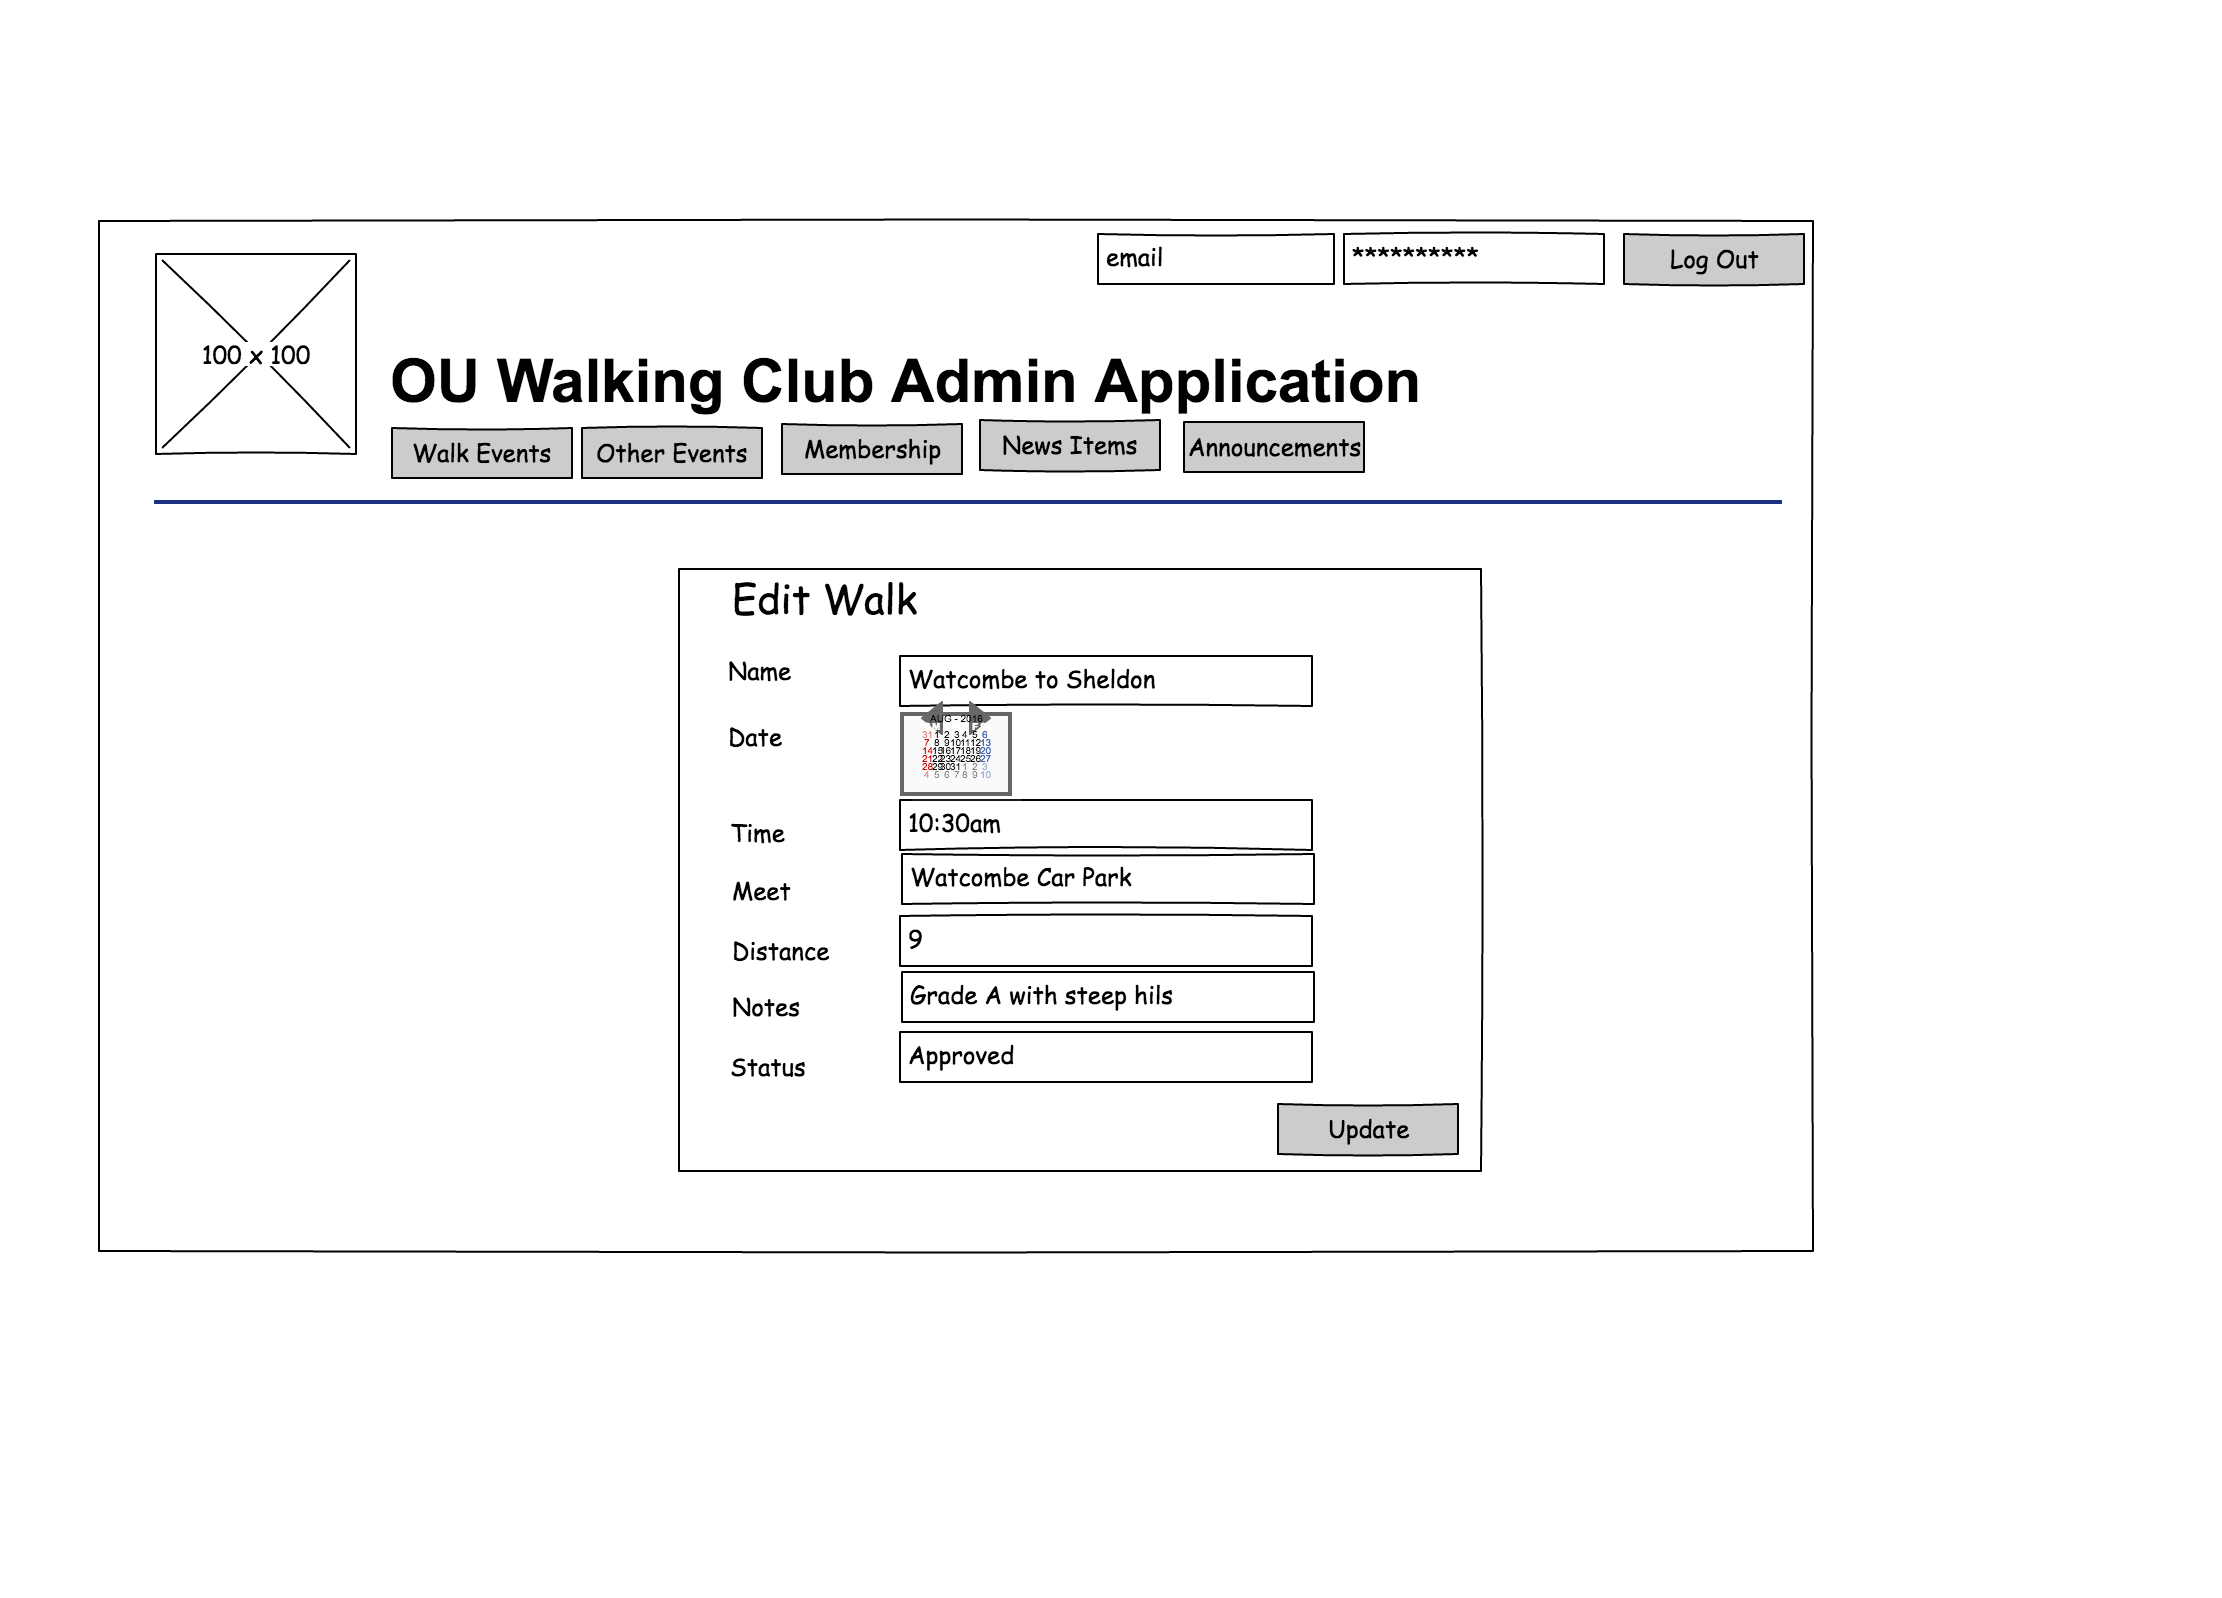 email
**********
Log Out
100 x 100
OU Walking Club Admin Application
Walk Events
Other Events
Membership
News Items
Announcements
Edit Walk
Name
Watcombe to Sheldon
Date
AUG - 2016
31 1 2 3 4 5 6
7 8 9 10 11 12 13
14 15 16 17 18 19 20
21 22 23 24 25 26 27
28 29 30 31 1 2 3
4 5 6 7 8 9 10
Time
10:30am
Meet
Watcombe Car Park
Distance
9
Notes
Grade A with steep hils
Status
Approved
Update